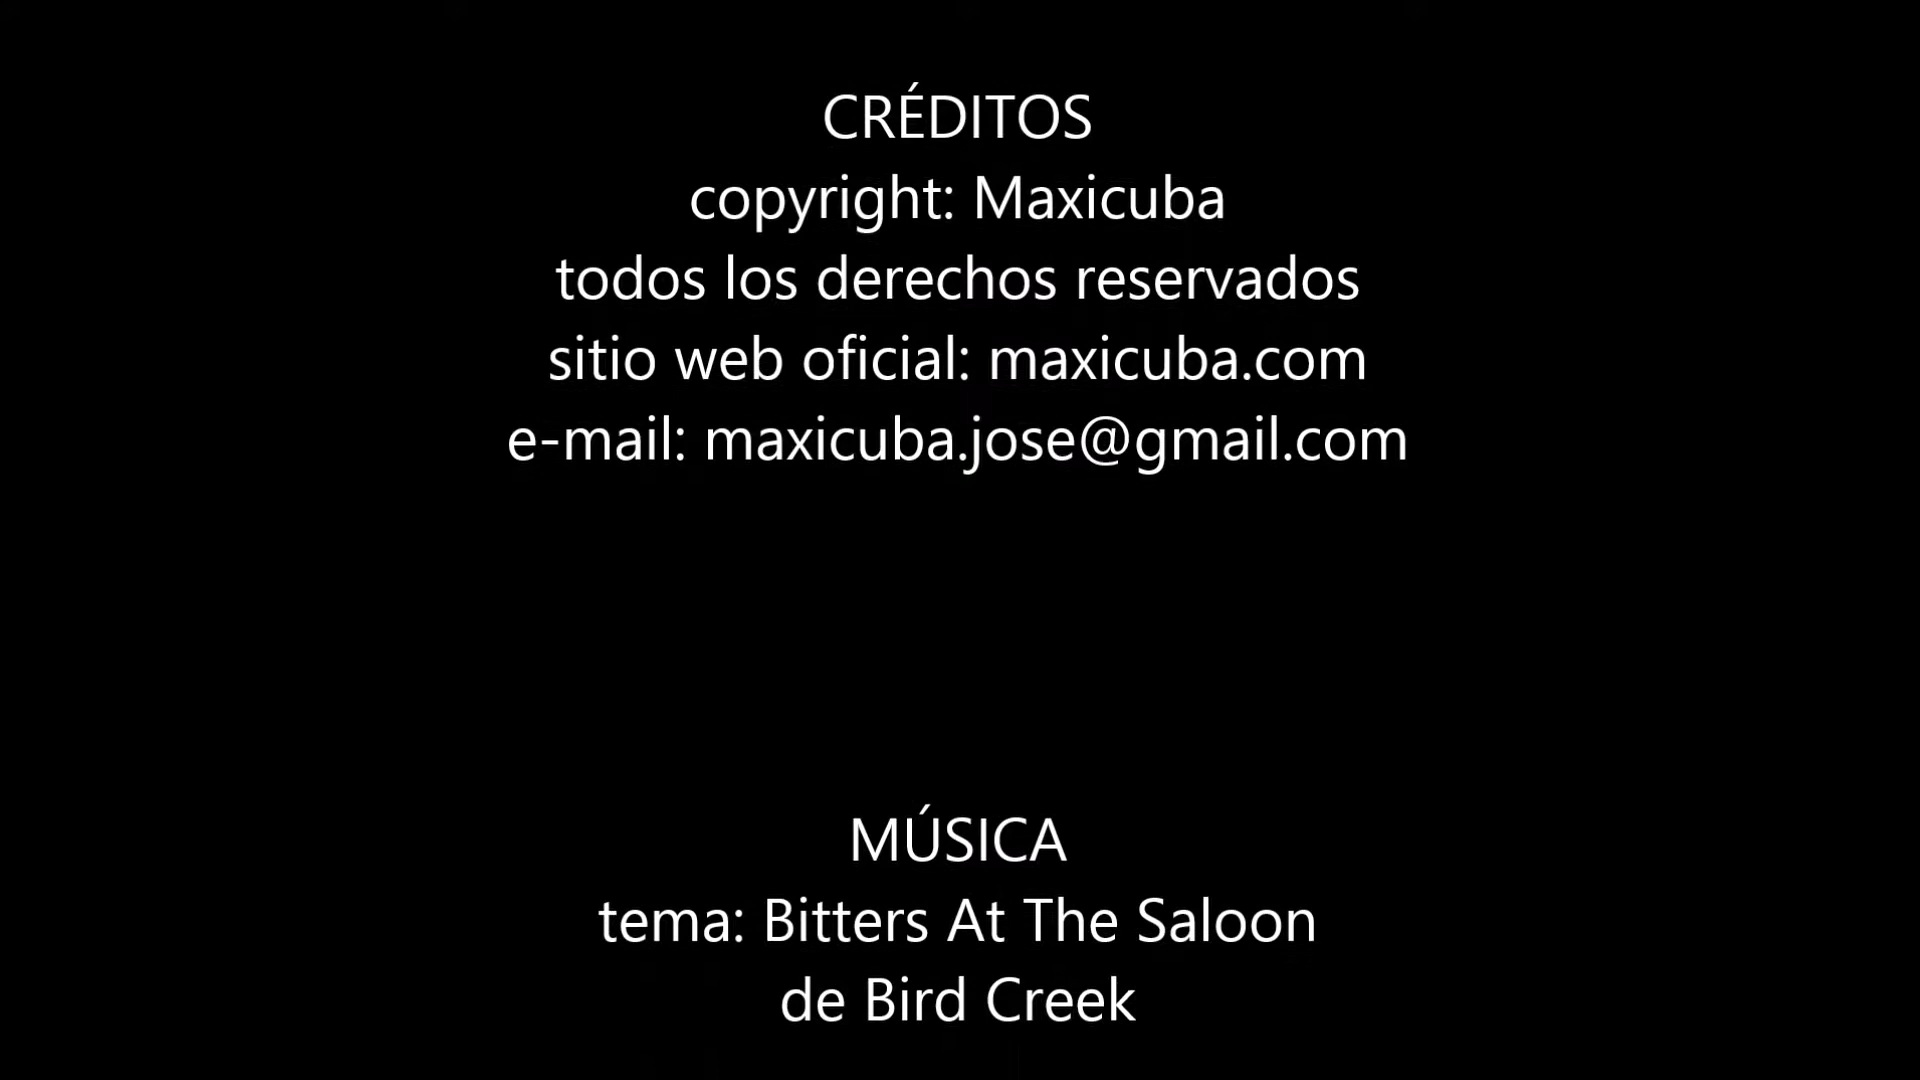 CRÉDITOS
copyright: Maxicuba
todos los derechos reservados
sitio web oficial: maxicuba.com
e-mail: maxicuba.jose@gmail.com
MÚSICA
tema: Bitters At The Saloon
de Bird Creek